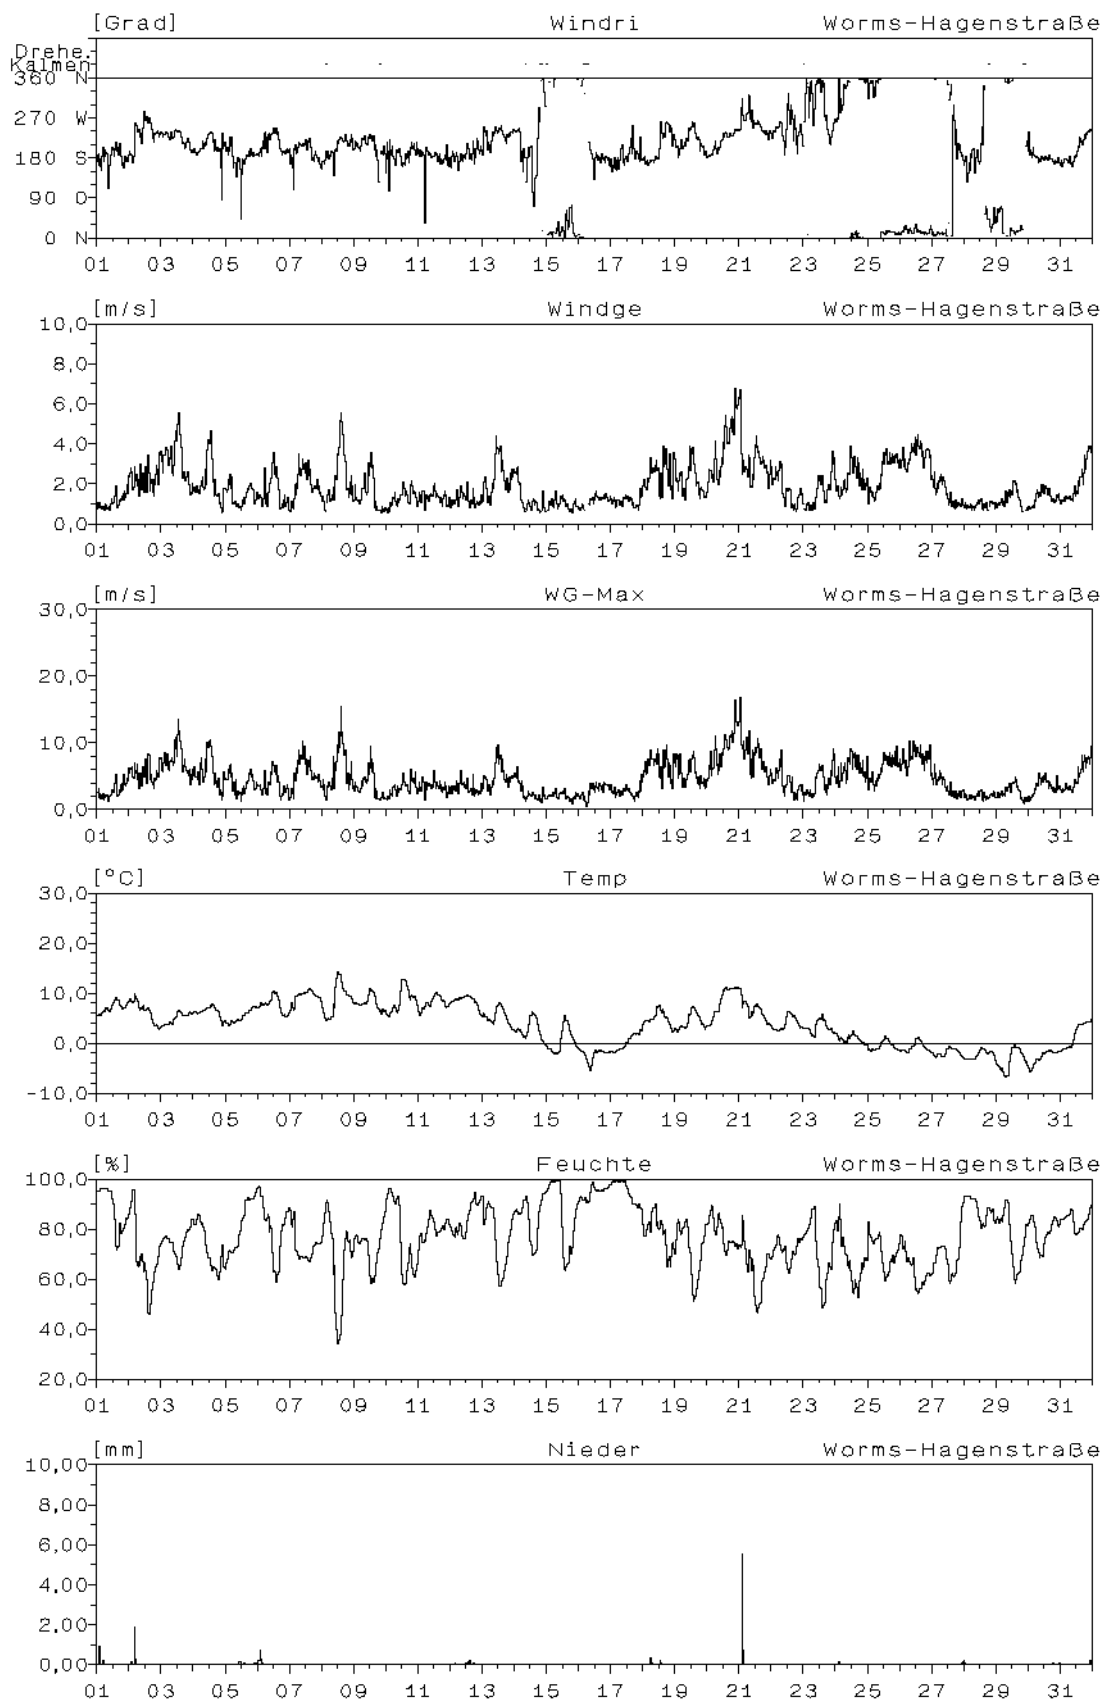 [Grad] Windri Worms-Hagenstraße
Drehe.
Kalmen
360 N
270 W
180 S
90 O
0 N
01 03 05 07 09 11 13 15 17 19 21 23 25 27 29 31
[m/s] Windge Worms-Hagenstraße
10,0
8,0
6,0
4,0
2,0
0,0
01 03 05 07 09 11 13 15 17 19 21 23 25 27 29 31
[m/s] WG-Max Worms-Hagenstraße
30,0
20,0
10,0
0,0
01 03 05 07 09 11 13 15 17 19 21 23 25 27 29 31
[°C] Temp Worms-Hagenstraße
30,0
20,0
10,0
0,0
-10,0
01 03 05 07 09 11 13 15 17 19 21 23 25 27 29 31
[%] Feuchte Worms-Hagenstraße
100,0
80,0
60,0
40,0
20,0
01 03 05 07 09 11 13 15 17 19 21 23 25 27 29 31
[mm] Nieder Worms-Hagenstraße
10,00
8,00
6,00
4,00
2,00
0,00
01 03 05 07 09 11 13 15 17 19 21 23 25 27 29 31